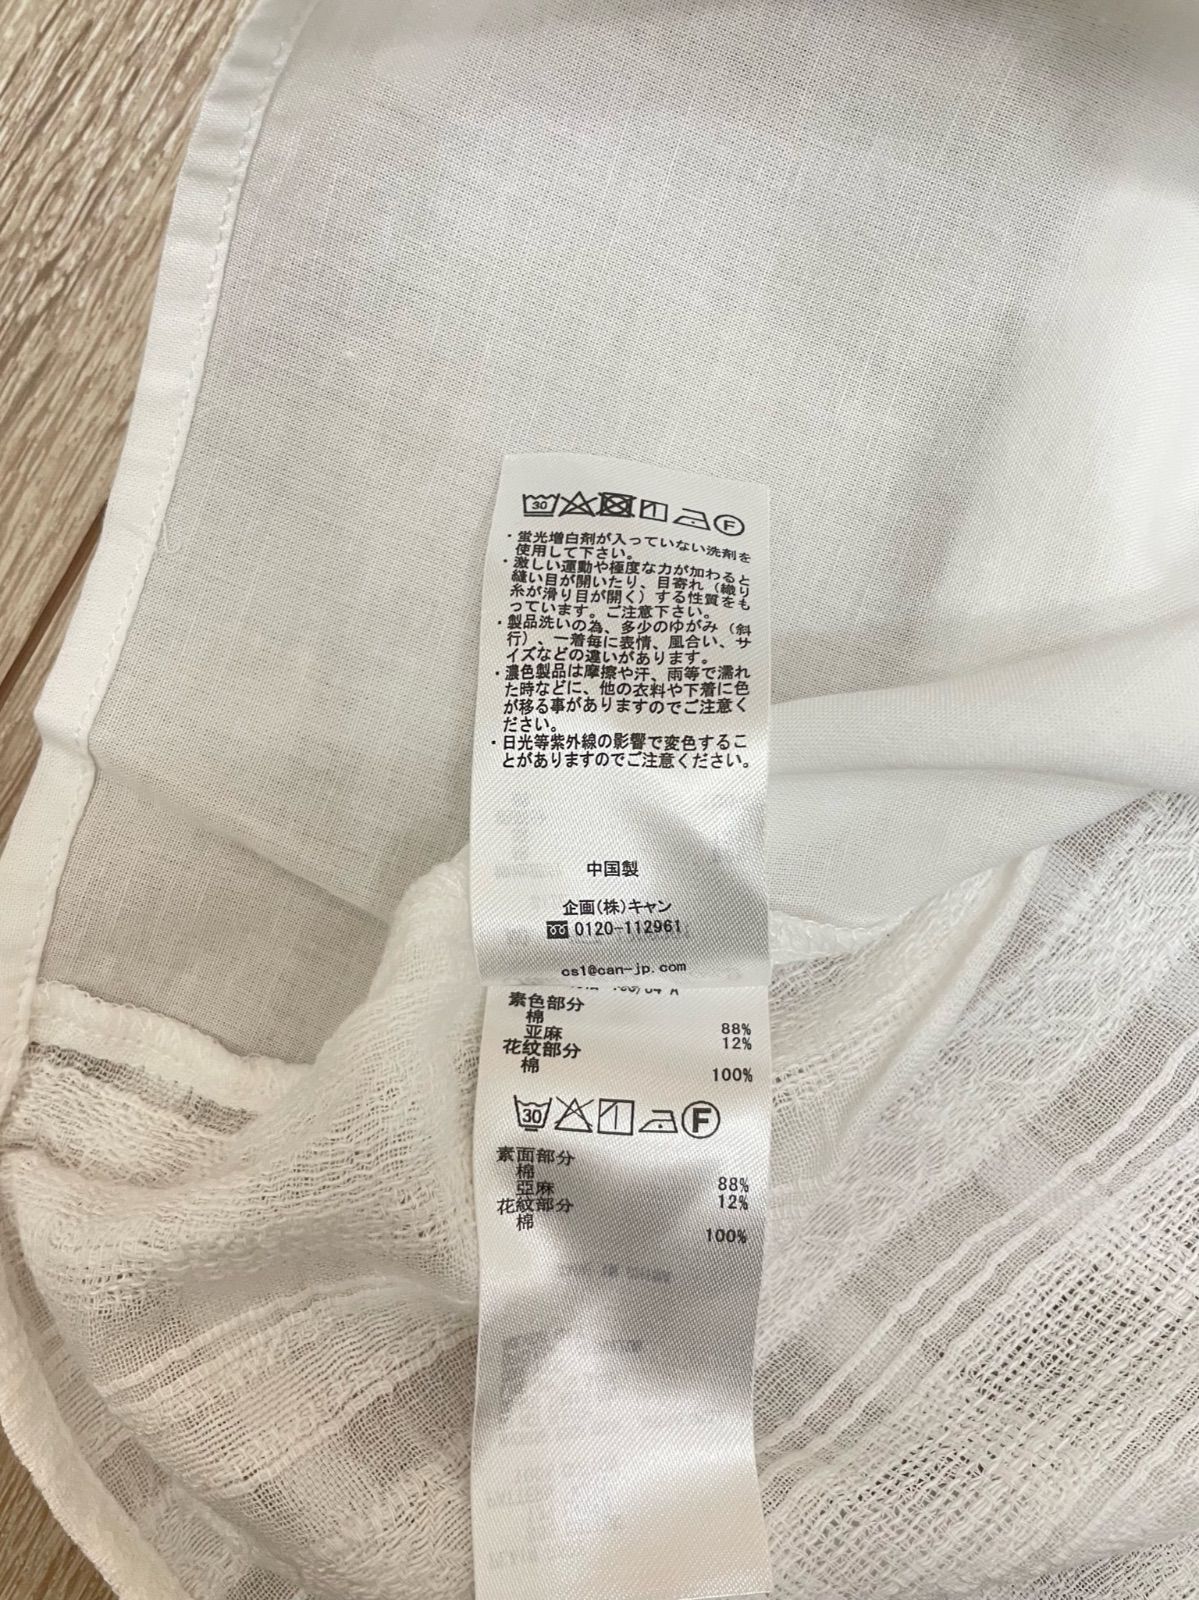 30 F
・蛍光増白剤が入っていない洗剤を
使用して下さい。
・激しい運動や極度な力が加わると
縫い目が開いたり、目寄れ（織り
糸が滑り目が開く）する性質をも
っています。ご注意下さい。
・製品洗いの為、多少のゆがみ（斜
行）、一着毎に表情、風合い、サ
イズなどの違いがあります。
・濃色製品は摩擦や汗、雨等で濡れ
た時などに、他の衣料や下着に色
が移る事がありますのでご注意く
ださい。
・日光等紫外線の影響で変色するこ
とがありますのでご注意ください。
中国製
企画(株)キャン
0120-112961
cs1@can-jp.com
素色部分
棉 88%
亚麻 12%
花纹部分
棉 100%
30 F
素面部分
棉 88%
亞麻 12%
花紋部分
棉 100%